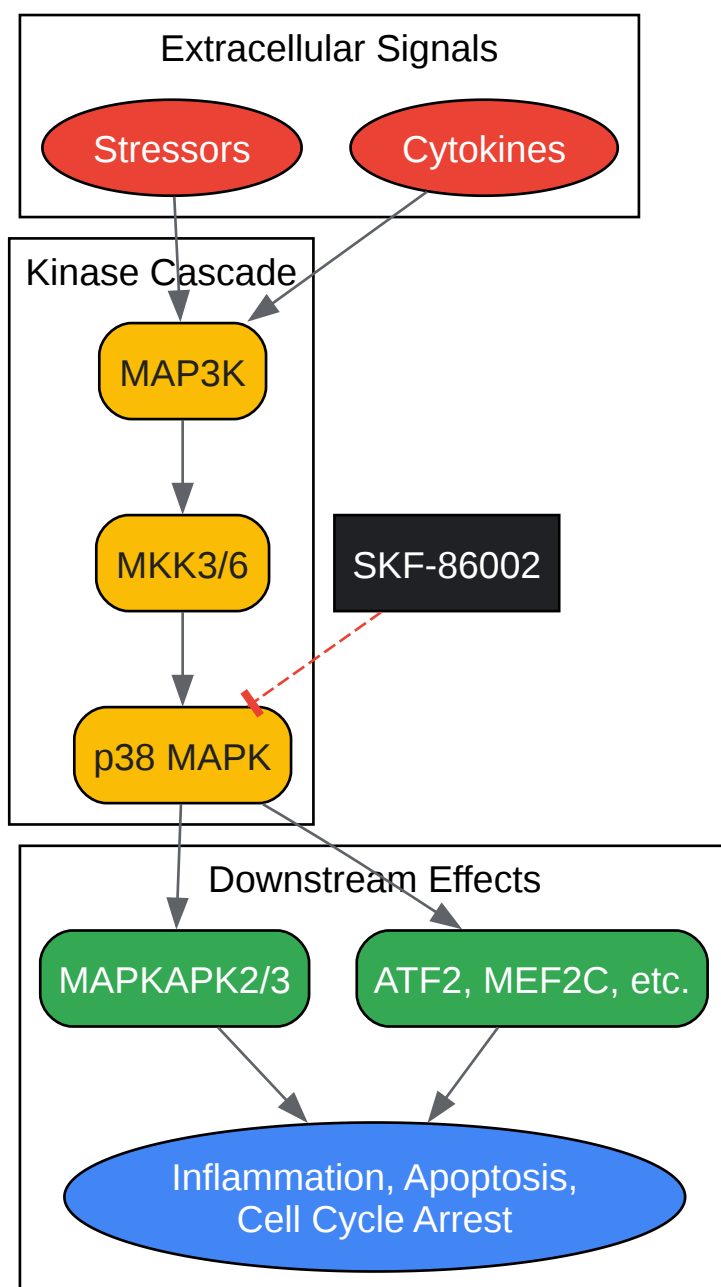 Extracellular Signals
Stressors
Cytokines
Kinase Cascade
MAP3K
MKK3/6
SKF-86002
p38 MAPK
Downstream Effects
MAPKAPK2/3
ATF2, MEF2C, etc.
Inflammation, Apoptosis,
Cell Cycle Arrest